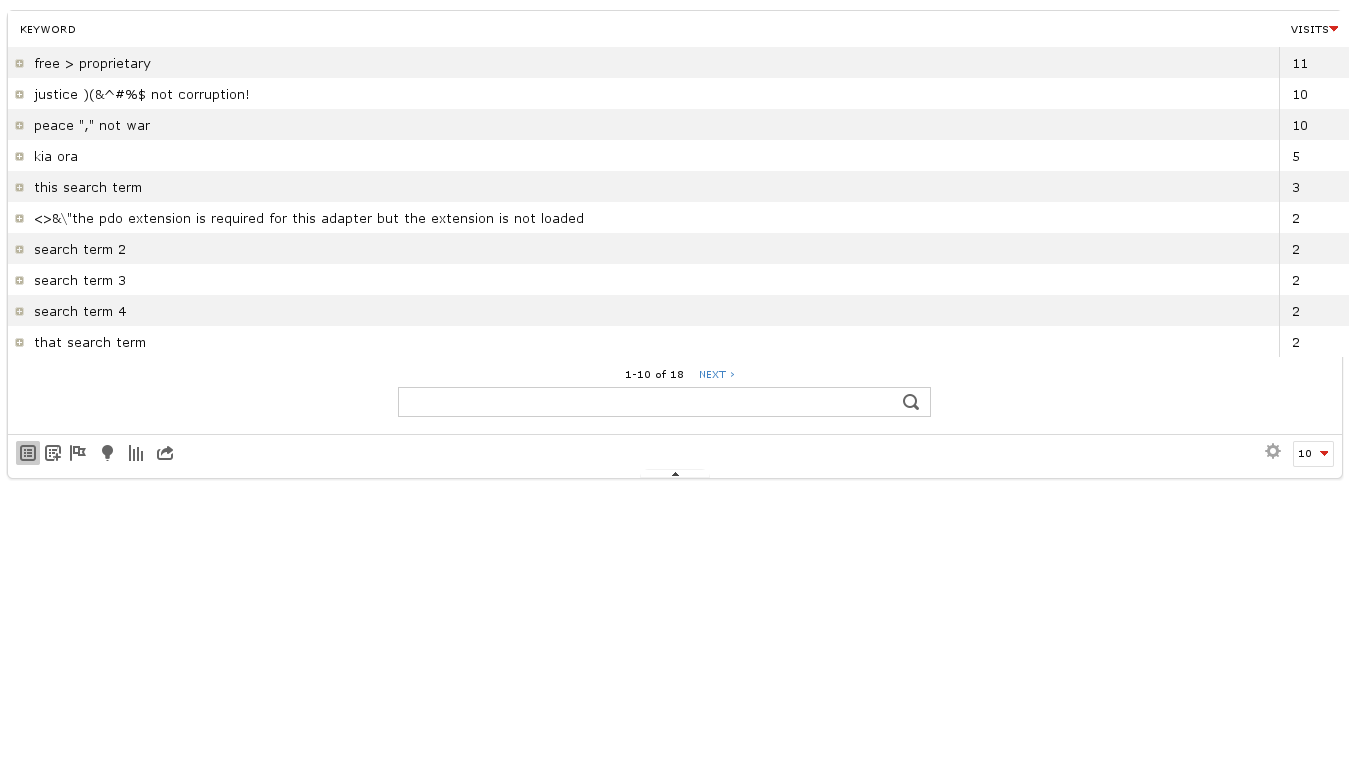 KEYWORD VISITS
free > proprietary 11
justice )(&^#%$ not corruption! 10
peace "," not war 10
kia ora 5
this search term 3
<>&\"the pdo extension is required for this adapter but the extension is not loaded 2
search term 2 2
search term 3 2
search term 4 2
that search term 2
1-10 of 18 NEXT ›
10